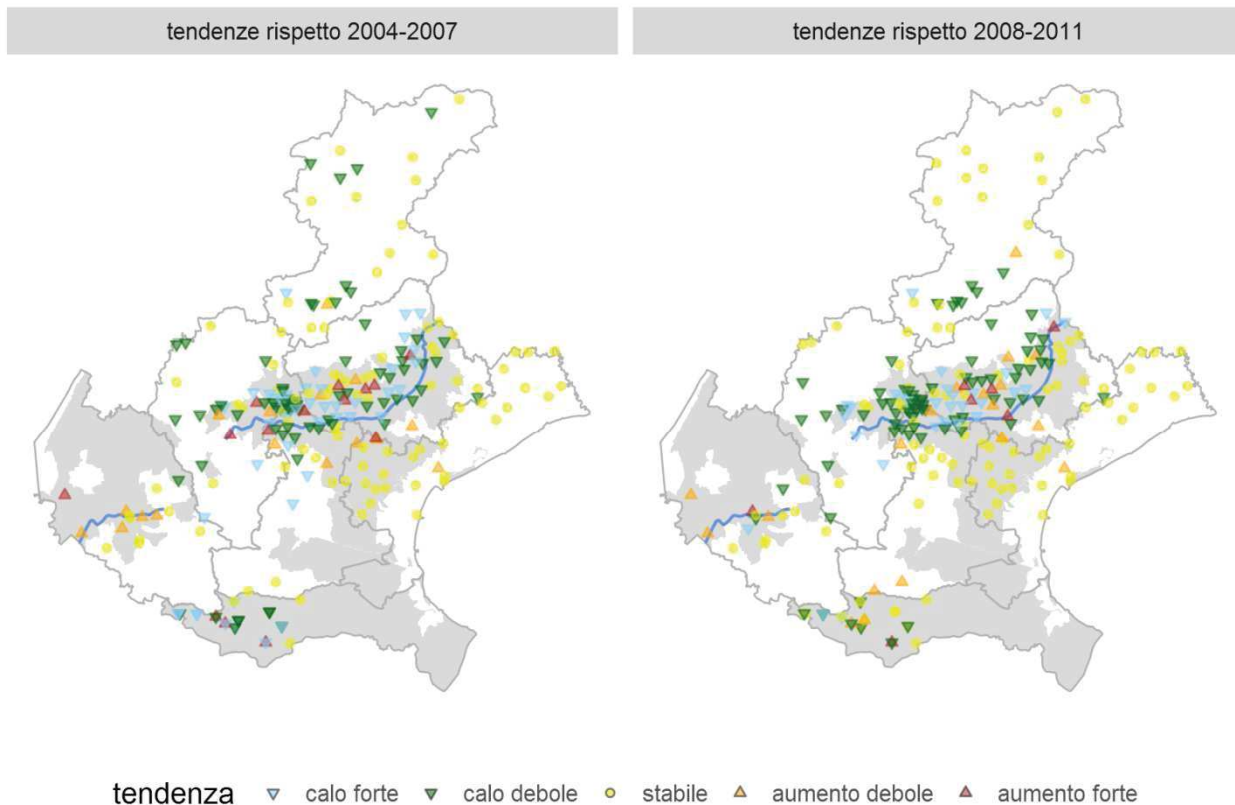 tendenze rispetto 2004-2007
tendenze rispetto 2008-2011
tendenza calo forte calo debole stabile aumento debole aumento forte